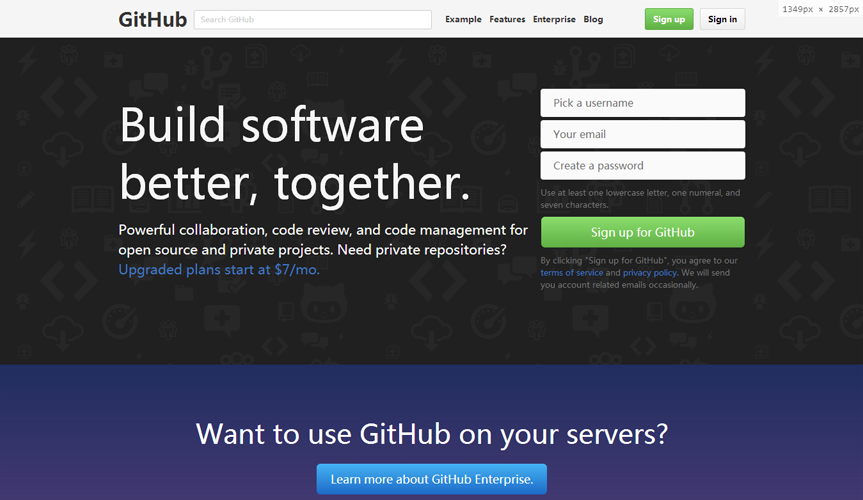 GitHub Search GitHub Example Features Enterprise Blog Sign up Sign in
1349px × 2857px
Build software
better, together.
Powerful collaboration, code review, and code management for
open source and private projects. Need private repositories?
Upgraded plans start at $7/mo.
Pick a username
Your email
Create a password
Use at least one lowercase letter, one numeral, and
seven characters.
Sign up for GitHub
By clicking "Sign up for GitHub", you agree to our
terms of service and privacy policy. We will send
you account related emails occasionally.
Want to use GitHub on your servers?
Learn more about GitHub Enterprise.